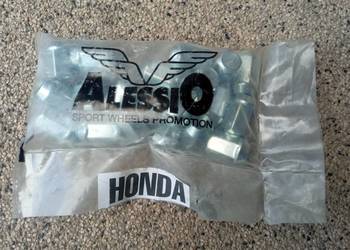 ALESSIO
SPORT WHEELS PROMOTION
HONDA